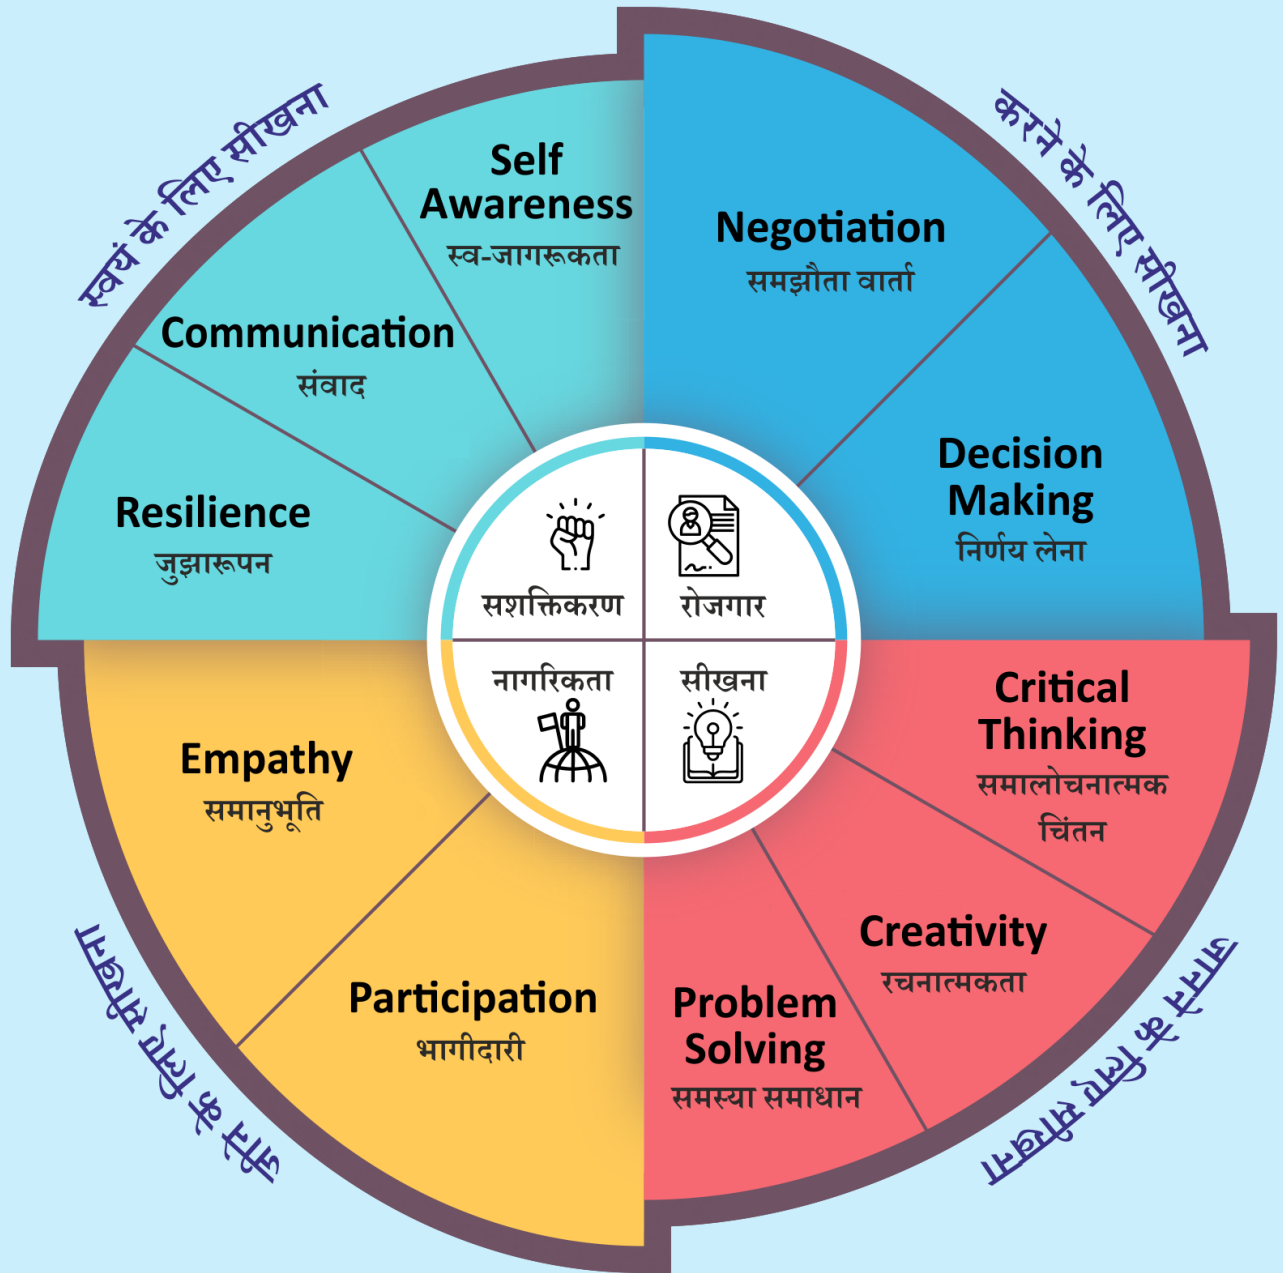 स्वयं के लिए सीखना
Self
Awareness
स्व-जागरूकता
Communication
संवाद
Resilience
जुझारूपन
करने के लिए सीखना
Negotiation
समझौता वार्ता
Decision
Making
निर्णय लेना
सशक्तिकरण
रोजगार
नागरिकता
सीखना
Empathy
समानुभूति
Participation
भागीदारी
जीने के लिए सीखना
Critical
Thinking
समालोचनात्मक
चिंतन
Creativity
रचनात्मकता
Problem
Solving
समस्या समाधान
जानने के लिए सीखना